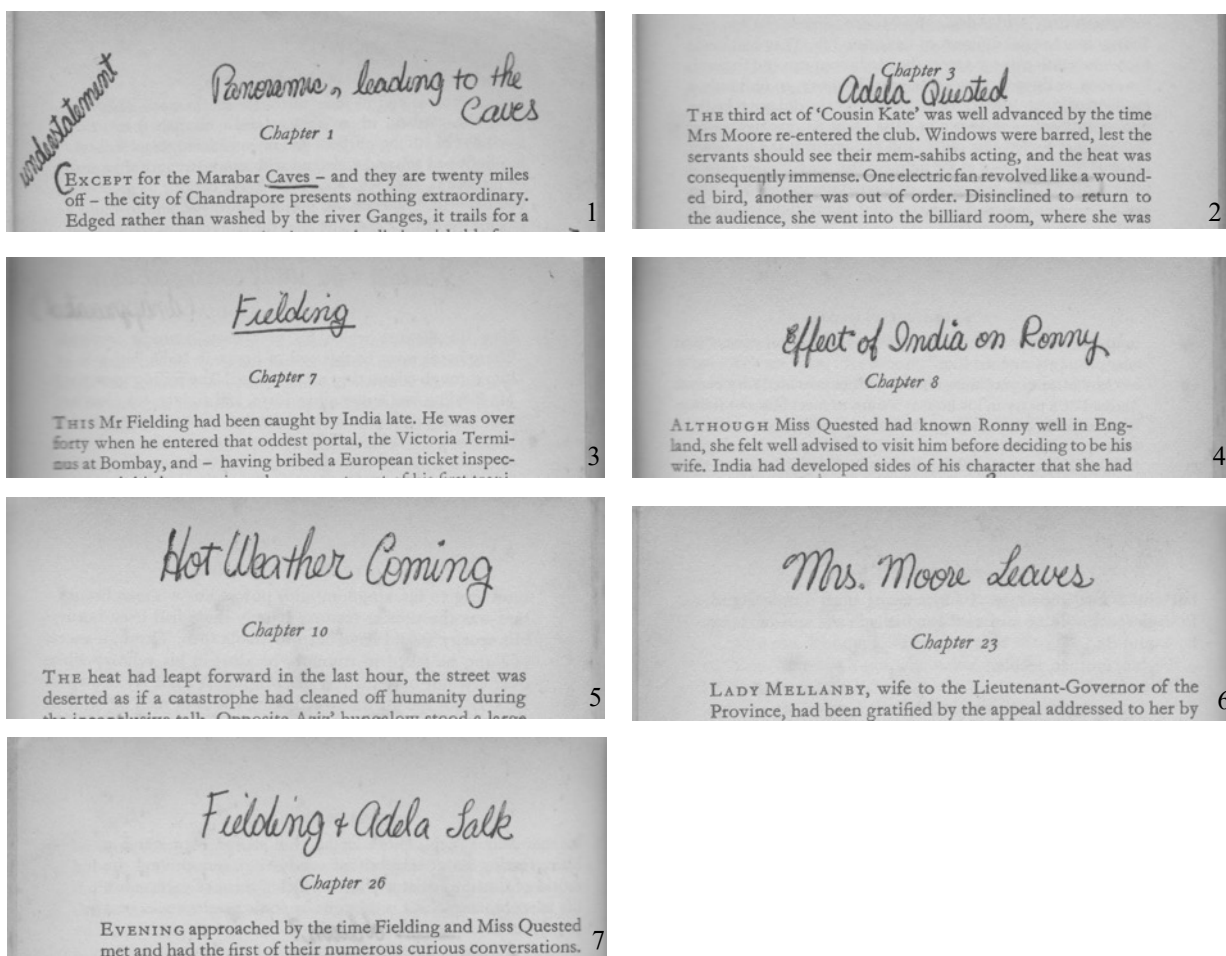 understatement
Panoramic, leading to the
Caves
Chapter 1
EXCEPT for the Marabar Caves – and they are twenty miles
off – the city of Chandrapore presents nothing extraordinary.
Edged rather than washed by the river Ganges, it trails for a
1
Chapter 3
Adela Quested
THE third act of ‘Cousin Kate’ was well advanced by the time
Mrs Moore re-entered the club. Windows were barred, lest the
servants should see their mem-sahibs acting, and the heat was
consequently immense. One electric fan revolved like a wound-
ed bird, another was out of order. Disinclined to return to
the audience, she went into the billiard room, where she was
2
Fielding
Chapter 7
THIS Mr Fielding had been caught by India late. He was over
forty when he entered that oddest portal, the Victoria Termi-
nus at Bombay, and – having bribed a European ticket inspec-
3
Effect of India on Ronny
Chapter 8
ALTHOUGH Miss Quested had known Ronny well in Eng-
land, she felt well advised to visit him before deciding to be his
wife. India had developed sides of his character that she had
4
Hot Weather Coming
Chapter 10
THE heat had leapt forward in the last hour, the street was
deserted as if a catastrophe had cleaned off humanity during
the inconclusive talk. Opposite Aziz' bungalow stood a large
5
Mrs. Moore Leaves
Chapter 23
LADY MELLANBY, wife to the Lieutenant-Governor of the
Province, had been gratified by the appeal addressed to her by
6
Fielding + Adela Talk
Chapter 26
EVENING approached by the time Fielding and Miss Quested
met and had the first of their numerous curious conversations.
7